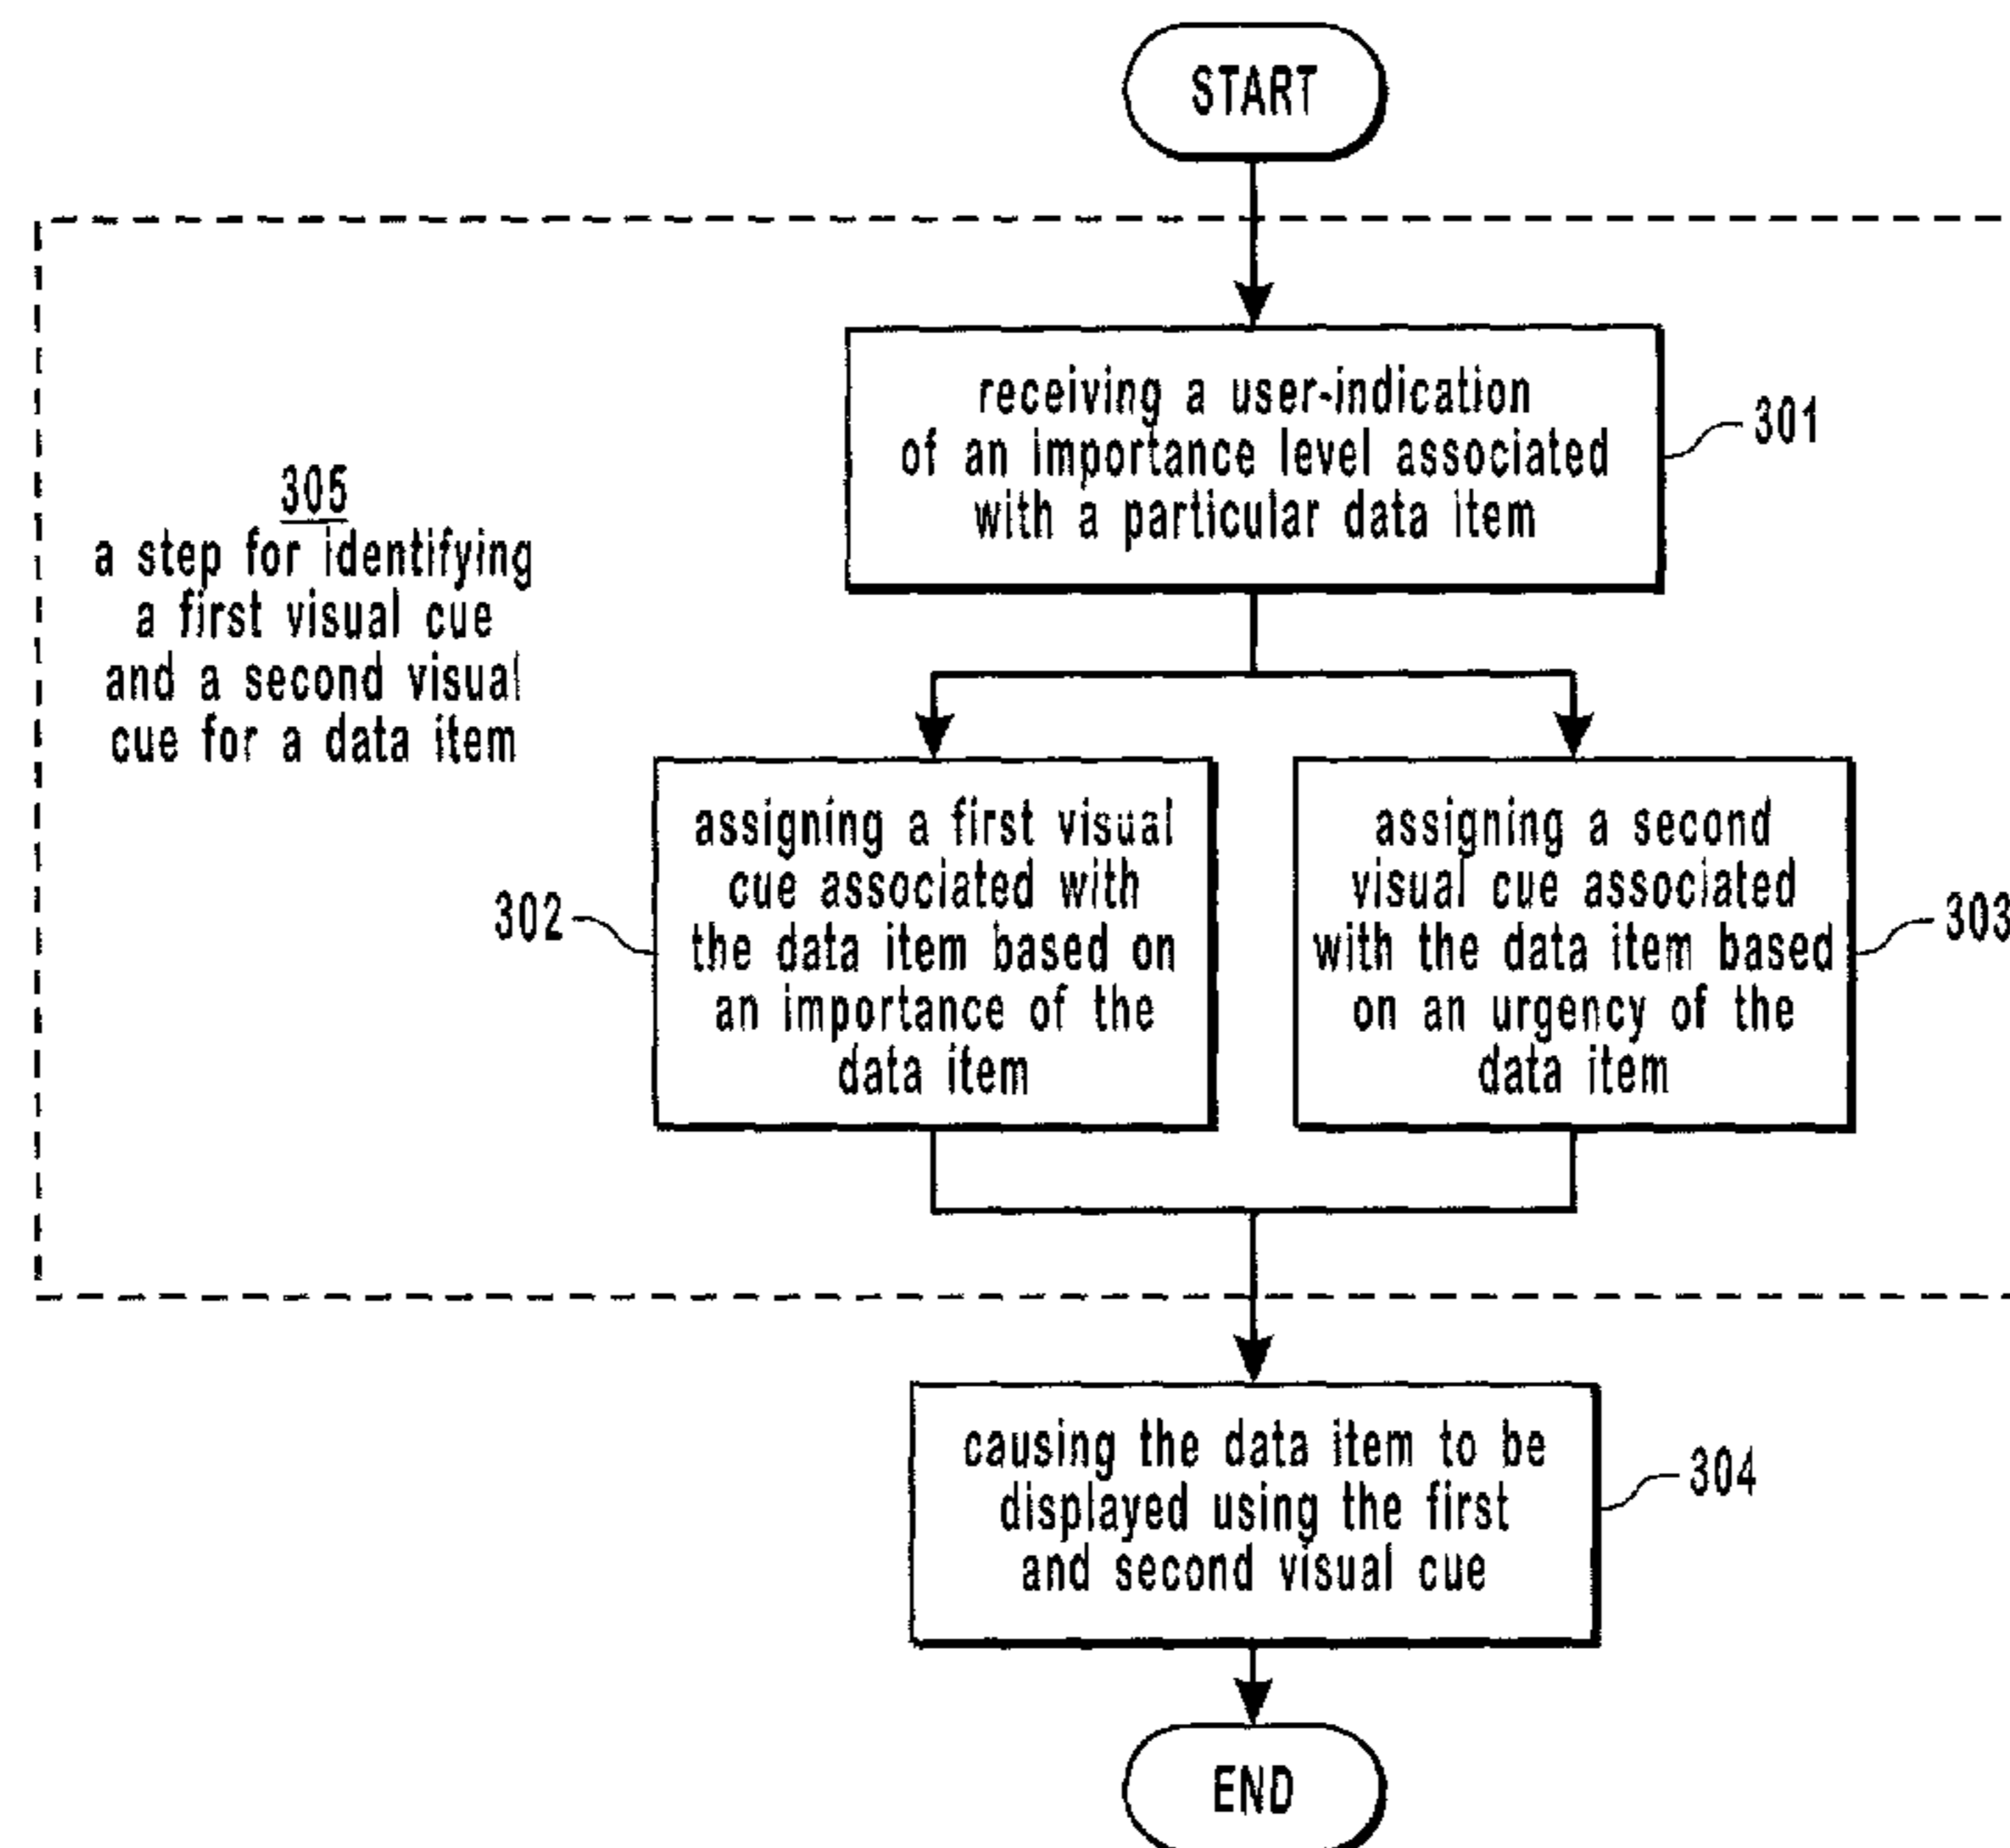 START
receiving a user-indication
of an importance level associated
with a particular data item
301
305
a step for identifying
a first visual cue
and a second visual
cue for a data item
assigning a first visual
cue associated with
the data item based on
an importance of the
data item
302
assigning a second
visual cue associated
with the data item based
on an urgency of the
data item
303
causing the data item to be
displayed using the first
and second visual cue
304
END